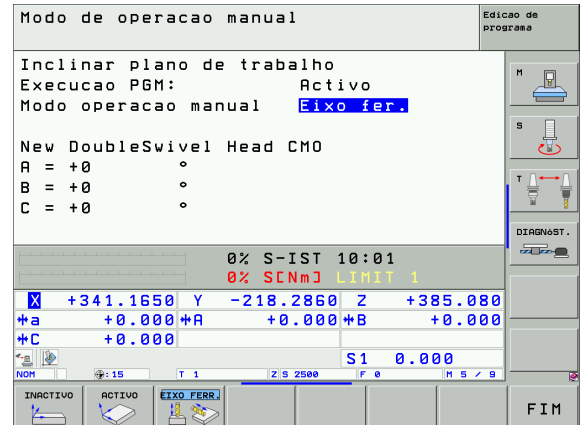 Modo de operacao manual
Edicao de
programa
Inclinar plano de trabalho
Execucao PGM: Activo
Modo operacao manual Eixo fer.
New DoubleSwivel Head CMO
A = +0 °
B = +0 °
C = +0 °
M
S
T
DIAGNÓST.
0% S-IST 10:01
0% S[Nm] LIMIT 1
X +341.1650 Y -218.2860 Z +385.080
a +0.000 A +0.000 B +0.000
C +0.000
S1 0.000
NOM 15 T 1 Z S 2500 F 0 M 5 / 9
INACTIVO ACTIVO EIXO FERR. FIM